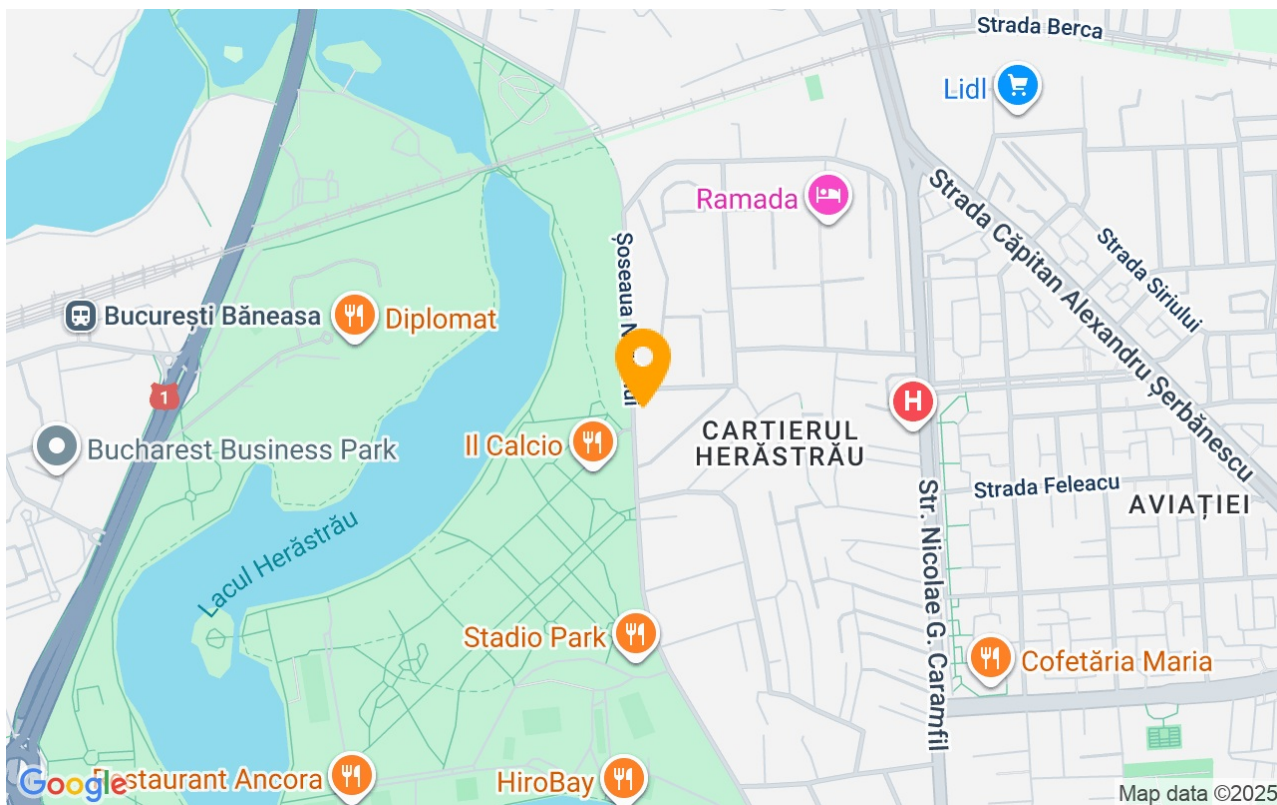 Strada Berca
Lidl
Ramada
Strada Căpitan Alexandru Șerbănescu
Strada Siriului
Șoseaua
București Băneasa
Diplomat
1
H
Il Calcio
CARTIERUL
HERĂSTRĂU
Bucharest Business Park
Strada Feleacu
AVIAȚIEI
Lacul Herăstrău
Str. Nicolae G. Caramfil
Stadio Park
Cofetăria Maria
Google
Restaurant Ancora
HiroBay
Map data ©2025